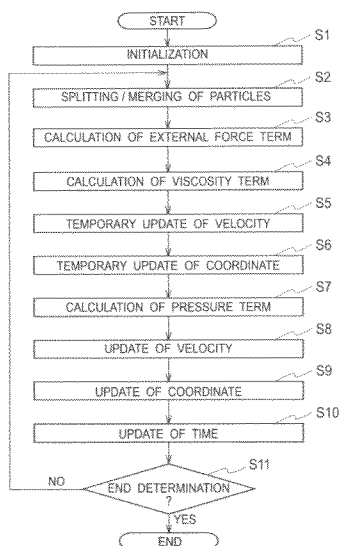 START
S1
INITIALIZATION
S2
SPLITTING/MERGING OF PARTICLES
S3
CALCULATION OF EXTERNAL FORCE TERM
S4
CALCULATION OF VISCOSITY TERM
S5
TEMPORARY UPDATE OF VELOCITY
S6
TEMPORARY UPDATE OF COORDINATE
S7
CALCULATION OF PRESSURE TERM
S8
UPDATE OF VELOCITY
S9
UPDATE OF COORDINATE
S10
UPDATE OF TIME
S11
NO
END DETERMINATION
?
YES
END